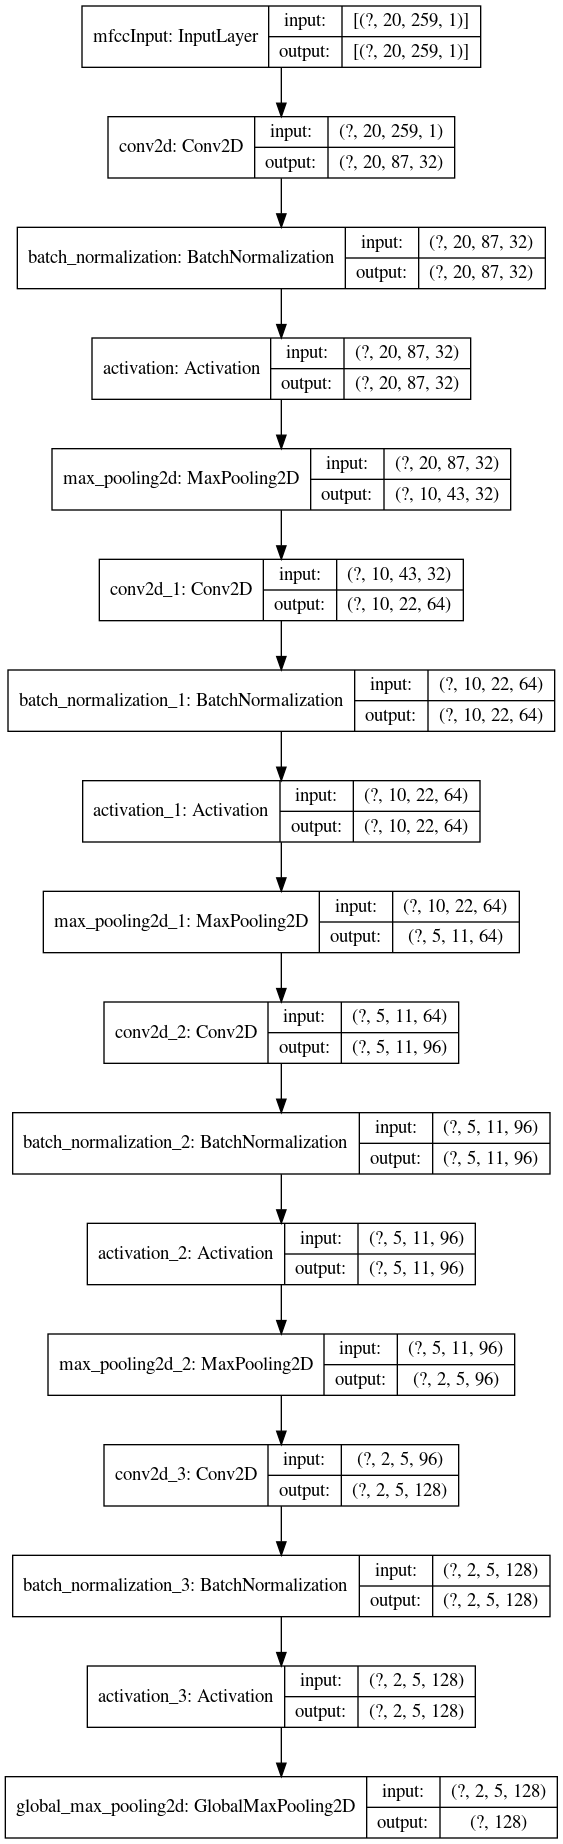 mfccInput: InputLayer
input: [(?, 20, 259, 1)]
output: [(?, 20, 259, 1)]
conv2d: Conv2D
input: (?, 20, 259, 1)
output: (?, 20, 87, 32)
batch_normalization: BatchNormalization
input: (?, 20, 87, 32)
output: (?, 20, 87, 32)
activation: Activation
input: (?, 20, 87, 32)
output: (?, 20, 87, 32)
max_pooling2d: MaxPooling2D
input: (?, 20, 87, 32)
output: (?, 10, 43, 32)
conv2d_1: Conv2D
input: (?, 10, 43, 32)
output: (?, 10, 22, 64)
batch_normalization_1: BatchNormalization
input: (?, 10, 22, 64)
output: (?, 10, 22, 64)
activation_1: Activation
input: (?, 10, 22, 64)
output: (?, 10, 22, 64)
max_pooling2d_1: MaxPooling2D
input: (?, 10, 22, 64)
output: (?, 5, 11, 64)
conv2d_2: Conv2D
input: (?, 5, 11, 64)
output: (?, 5, 11, 96)
batch_normalization_2: BatchNormalization
input: (?, 5, 11, 96)
output: (?, 5, 11, 96)
activation_2: Activation
input: (?, 5, 11, 96)
output: (?, 5, 11, 96)
max_pooling2d_2: MaxPooling2D
input: (?, 5, 11, 96)
output: (?, 2, 5, 96)
conv2d_3: Conv2D
input: (?, 2, 5, 96)
output: (?, 2, 5, 128)
batch_normalization_3: BatchNormalization
input: (?, 2, 5, 128)
output: (?, 2, 5, 128)
activation_3: Activation
input: (?, 2, 5, 128)
output: (?, 2, 5, 128)
global_max_pooling2d: GlobalMaxPooling2D
input: (?, 2, 5, 128)
output: (?, 128)